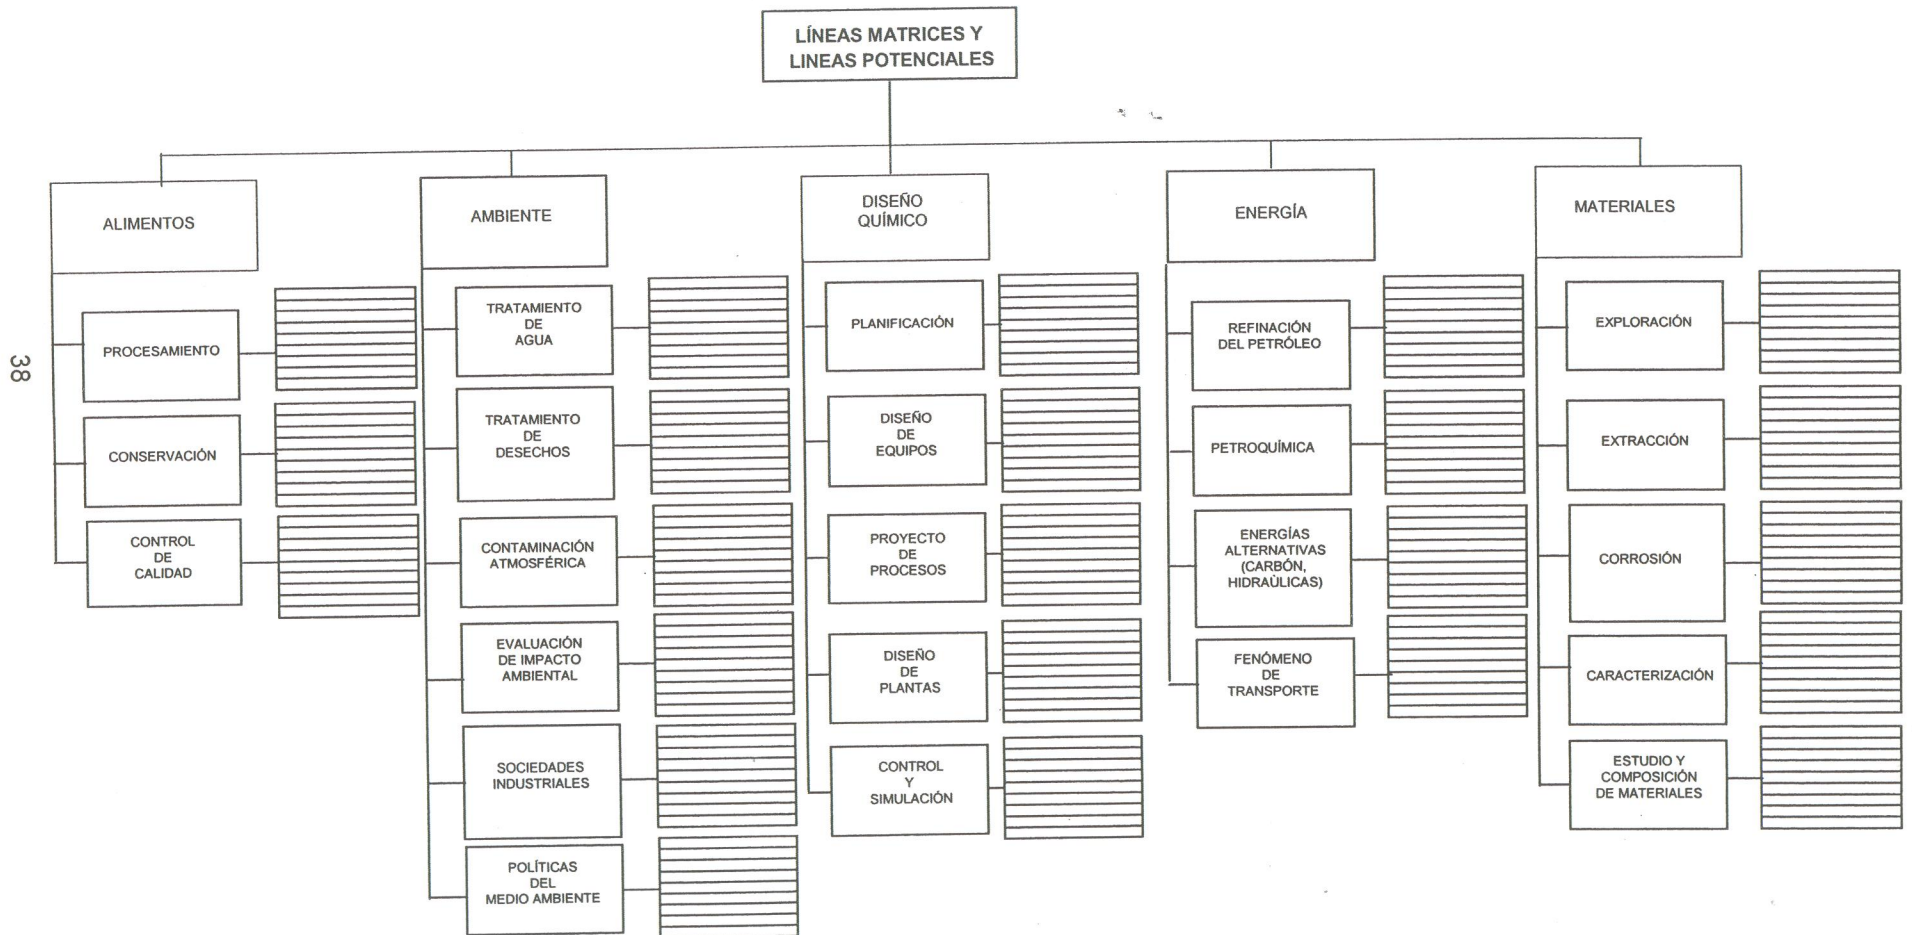 LÍNEAS MATRICES Y
LINEAS POTENCIALES
ALIMENTOS
PROCESAMIENTO
CONSERVACIÓN
CONTROL
DE
CALIDAD
AMBIENTE
TRATAMIENTO
DE
AGUA
TRATAMIENTO
DE
DESECHOS
CONTAMINACIÓN
ATMOSFÉRICA
EVALUACIÓN
DE IMPACTO
AMBIENTAL
SOCIEDADES
INDUSTRIALES
POLÍTICAS
DEL
MEDIO AMBIENTE
DISEÑO
QUÍMICO
PLANIFICACIÓN
DISEÑO
DE
EQUIPOS
PROYECTO
DE
PROCESOS
DISEÑO
DE
PLANTAS
CONTROL
Y
SIMULACIÓN
ENERGÍA
REFINACIÓN
DEL PETRÓLEO
PETROQUÍMICA
ENERGÍAS
ALTERNATIVAS
(CARBÓN,
HIDRAÙLICAS)
FENÓMENO
DE
TRANSPORTE
MATERIALES
EXPLORACIÓN
EXTRACCIÓN
CORROSIÓN
CARACTERIZACIÓN
ESTUDIO Y
COMPOSICIÓN
DE MATERIALES
38